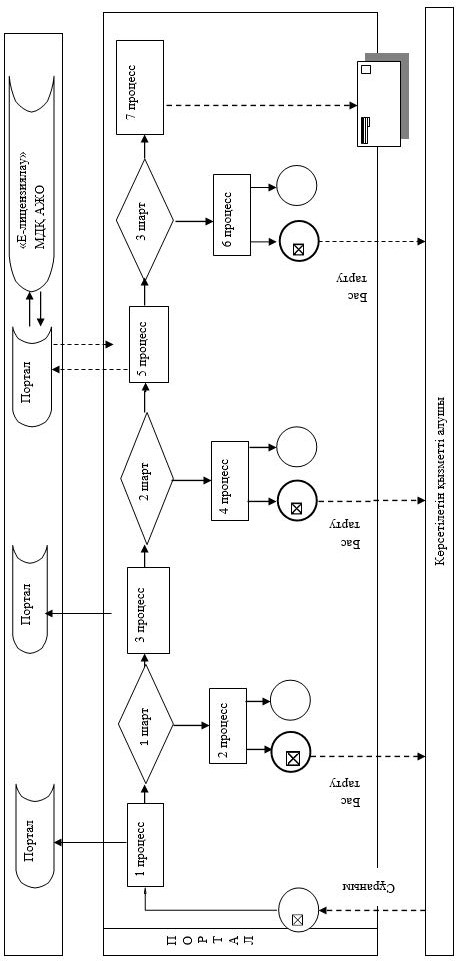 Портал
Портал
Портал
«Е-лицензиялау»
МДҚ АЖО
1 процесс
1 шарт
3 процесс
2 шарт
5 процесс
3 шарт
7 процесс
2 процесс
4 процесс
6 процесс
Бас
тарту
Бас
тарту
Бас
тарту
Сұраным
ПОРТАЛ
Көрсетілетін қызметті алушы